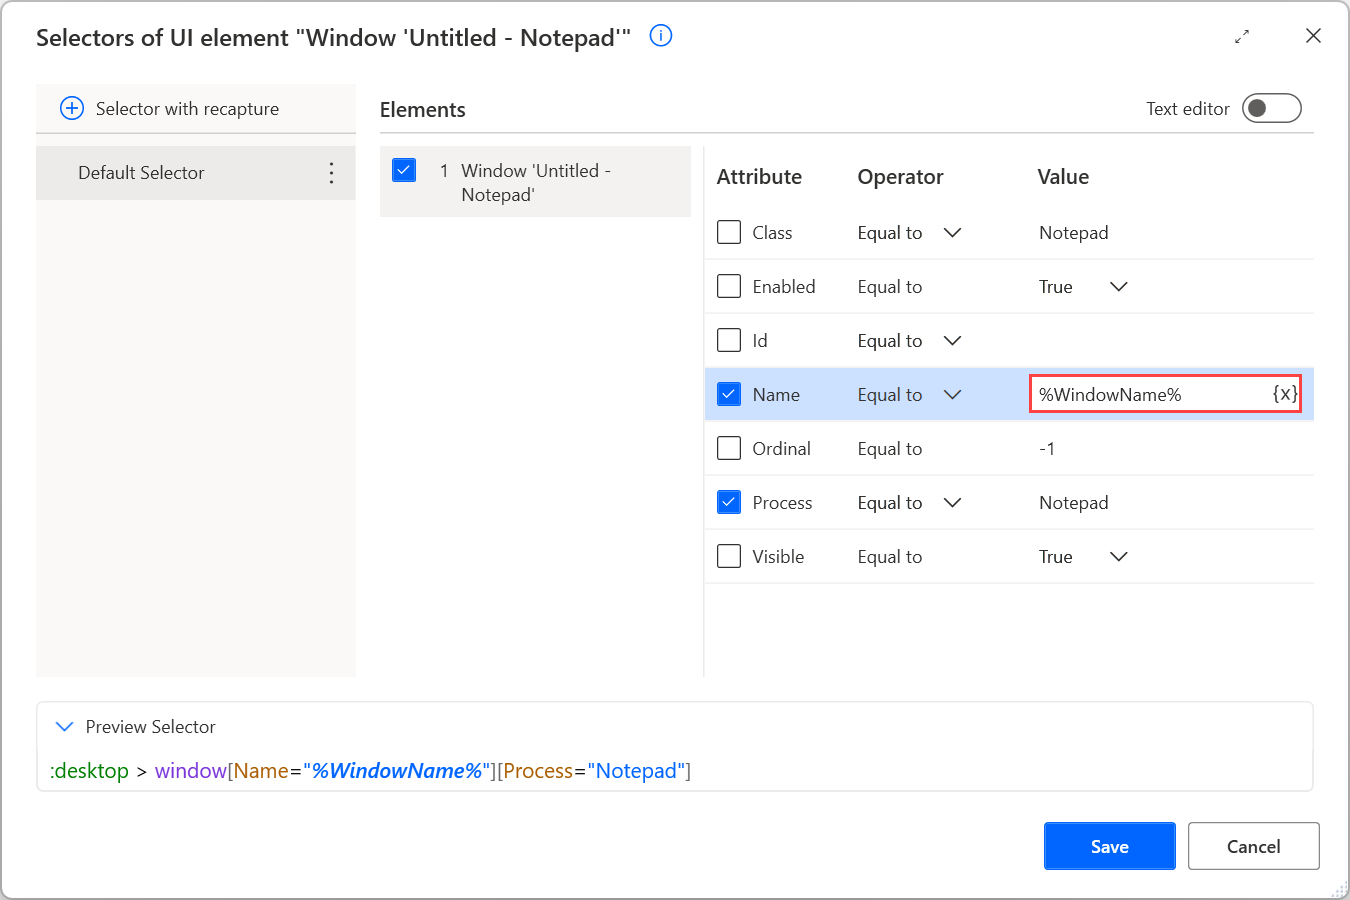 Selectors of UI element "Window 'Untitled - Notepad'"
Selector with recapture
Default Selector
Elements
Text editor
1 Window 'Untitled -
Notepad'
Attribute Operator Value
Class Equal to Notepad
Enabled Equal to True
Id Equal to
Name Equal to %WindowName% {x}
Ordinal Equal to -1
Process Equal to Notepad
Visible Equal to True
Preview Selector
:desktop > window[Name="%WindowName%"][Process="Notepad"]
Save Cancel